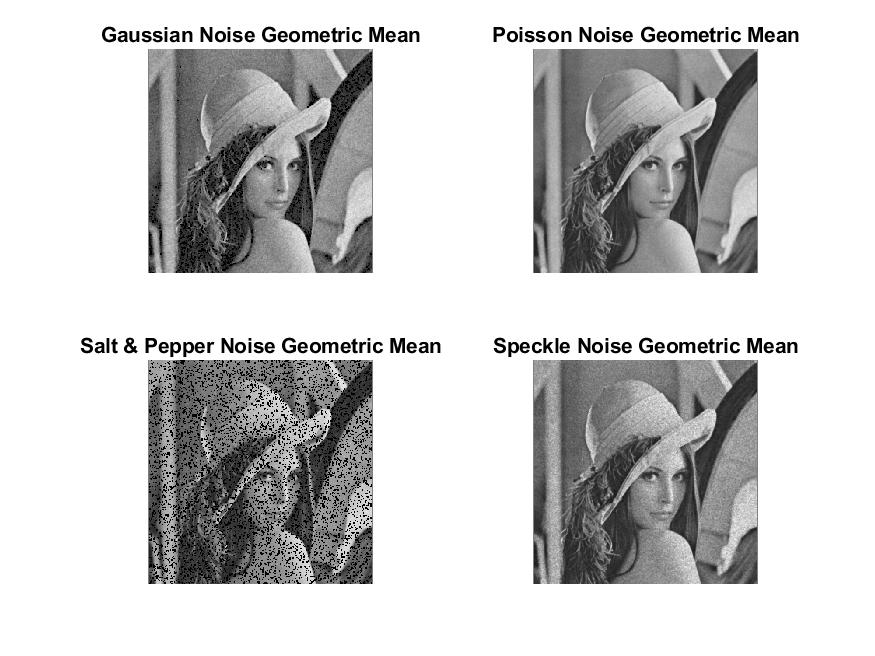 Gaussian Noise Geometric Mean
Poisson Noise Geometric Mean
Salt & Pepper Noise Geometric Mean
Speckle Noise Geometric Mean